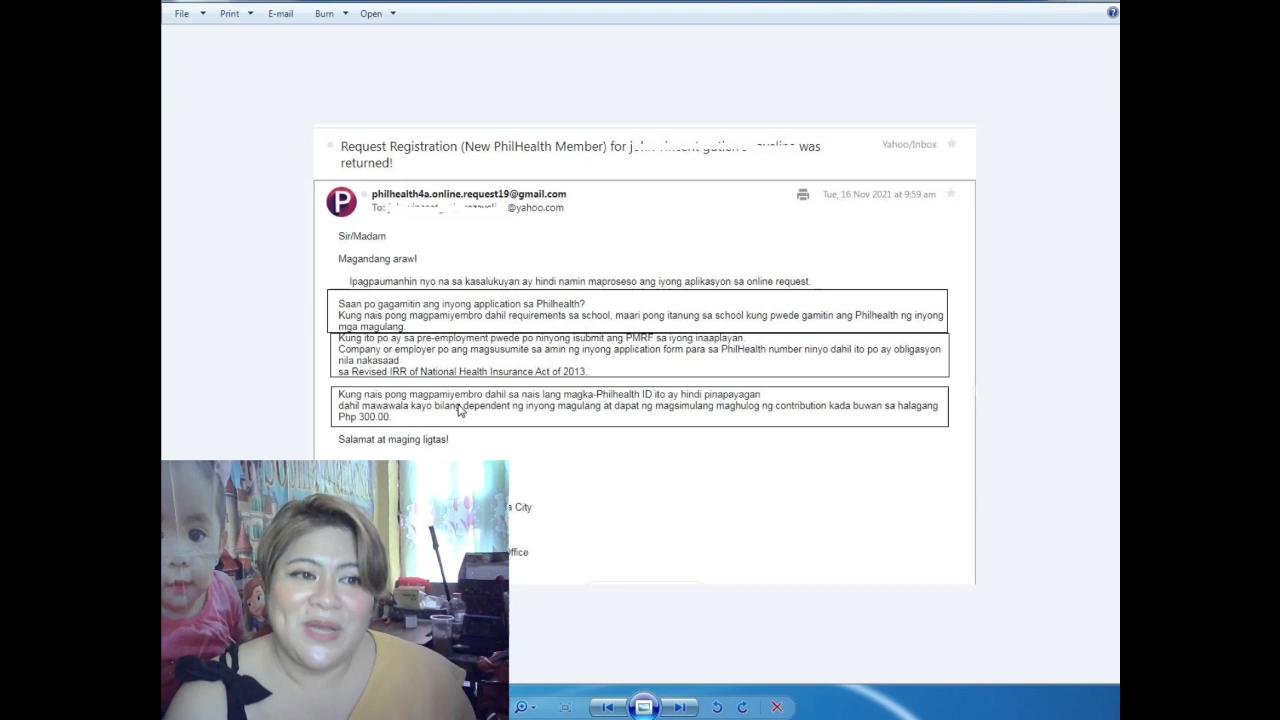 File Print E-mail Burn Open
Request Registration (New PhilHealth Member) for was
returned!
Yahoo/Inbox
philhealth4a.online.request19@gmail.com
Tue, 16 Nov 2021 at 9:59 am
To: @yahoo.com
Sir/Madam
Magandang araw!
Ipagpaumanhin nyo na sa kasalukuyan ay hindi namin maproseso ang iyong aplikasyon sa online request.
Saan po gagamitin ang inyong application sa Philhealth?
Kung nais pong magpamiyembro dahil requirements sa school, maari pong itanung sa school kung pwede gamitin ang Philhealth ng inyong
mga magulang.
Kung ito po ay sa pre-employment pwede po ninyong isubmit ang PMRF sa iyong inaaplayan.
Company or employer po ang magsusumite sa amin ng inyong application form para sa PhilHealth number ninyo dahil ito po ay obligasyon
nila nakasaad
sa Revised IRR of National Health Insurance Act of 2013.
Kung nais pong magpamiyembro dahil sa nais lang magka-Philhealth ID ito ay hindi pinapayagan
dahil mawawala kayo bilang dependent ng inyong magulang at dapat ng magsimulang maghulog ng contribution kada buwan sa halagang
Php 300.00.
Salamat at maging ligtas!
City